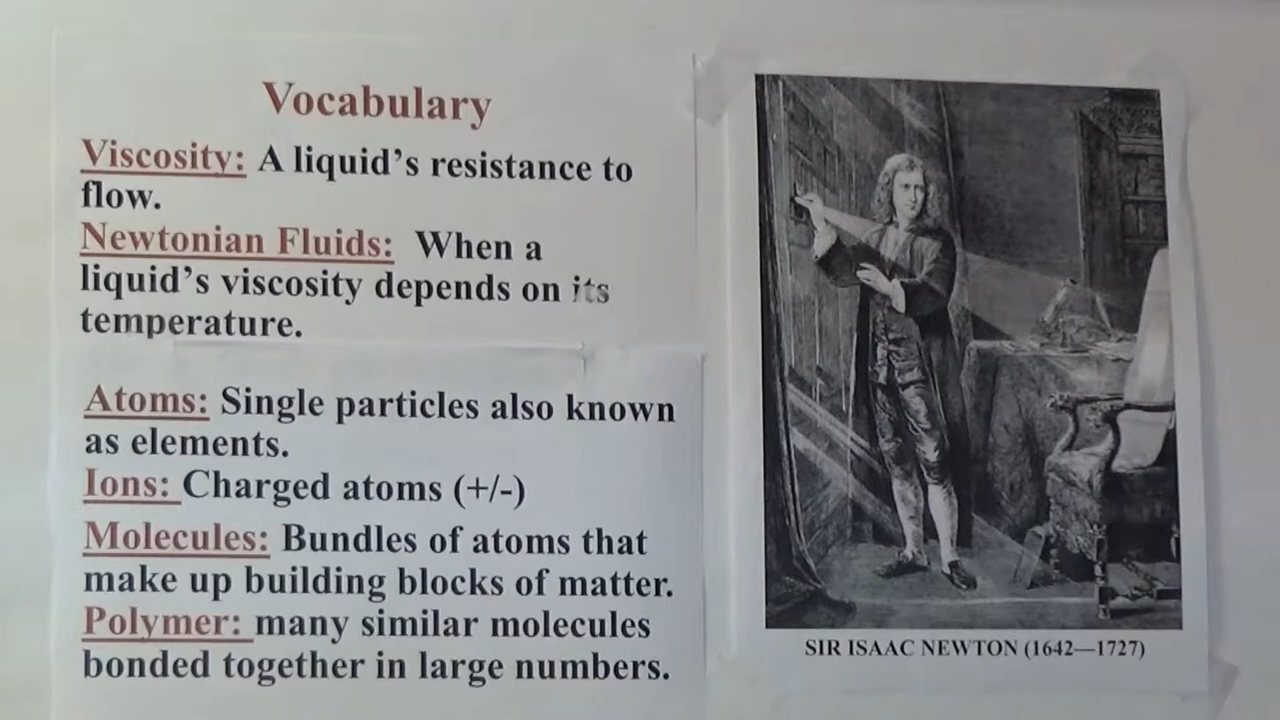 Vocabulary
Viscosity: A liquid’s resistance to
flow.
Newtonian Fluids: When a
liquid’s viscosity depends on its
temperature.
Atoms: Single particles also known
as elements.
Ions: Charged atoms (+/-)
Molecules: Bundles of atoms that
make up building blocks of matter.
Polymer: many similar molecules
bonded together in large numbers.
SIR ISAAC NEWTON (1642—1727)